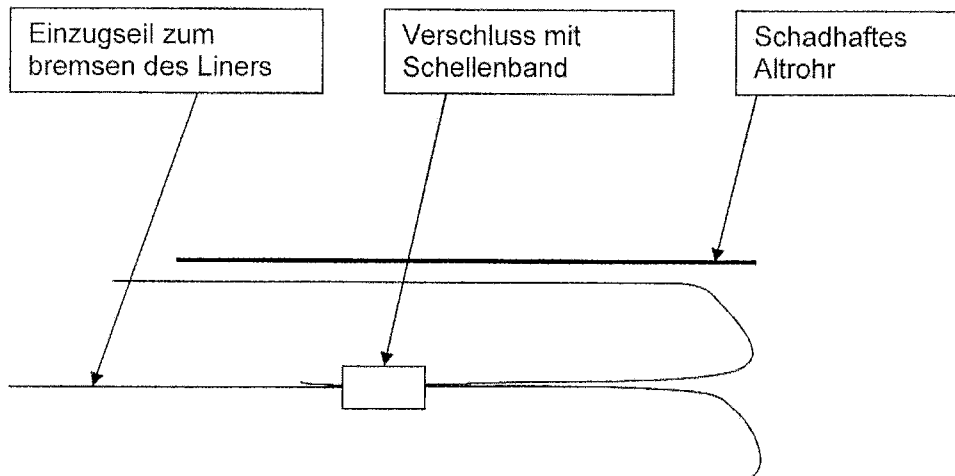 Einzugseil zum
bremsen des Liners
Verschluss mit
Schellenband
Schadhaftes
Altrohr